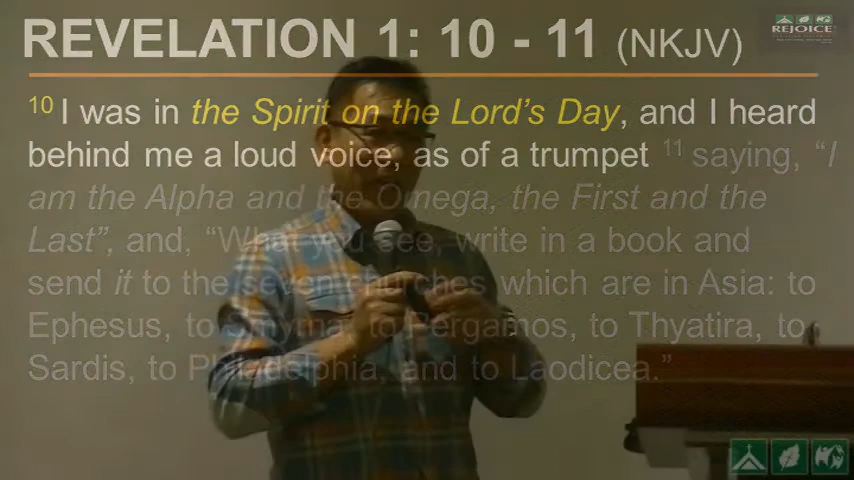 REVELATION 1: 10 - 11 (NKJV)
REJOICE
10 I was in the Spirit on the Lord's Day, and I heard
behind me a loud voice, as of a trumpet 11 saying, “I
am the Alpha and the Omega, the First and the
Last”, and, “What you see, write in a book and
send it to the seven churches which are in Asia: to
Ephesus, to Smyrna, to Pergamos, to Thyatira, to
Sardis, to Philadelphia, and to Laodicea.”